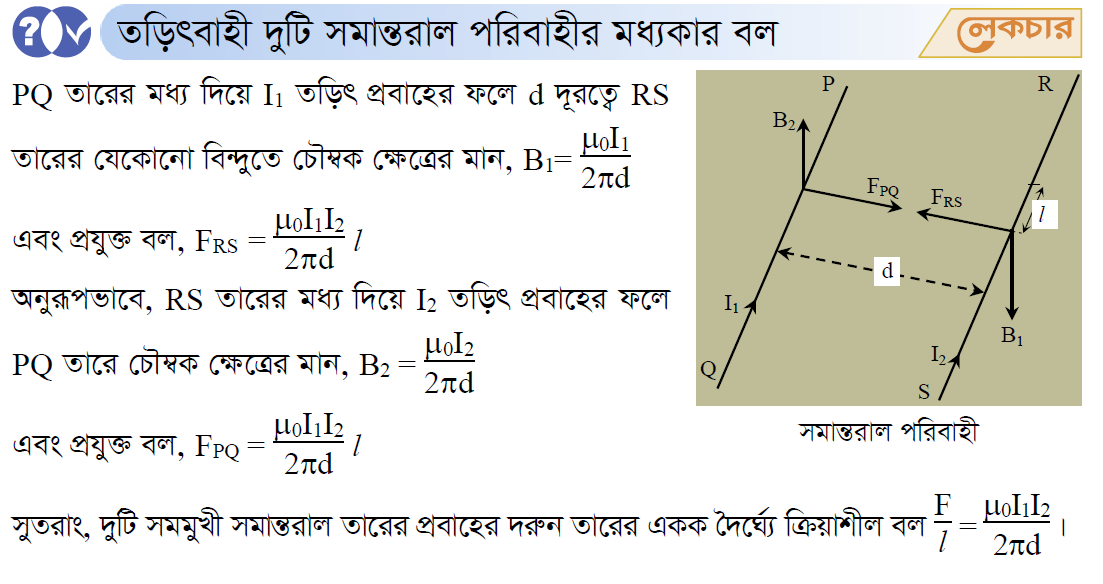 ?
তড়িৎবাহী দুটি সমান্তরাল পরিবাহীর মধ্যকার বল
লেকচার
PQ তারের মধ্য দিয়ে I₁ তড়িৎ প্রবাহের ফলে d দূরত্বে RS
তারের যেকোনো বিন্দুতে চৌম্বক ক্ষেত্রের মান, B₁= μ₀I₁/2πd
এবং প্রযুক্ত বল, F_RS = μ₀I₁I₂/2πd l
অনুরূপভাবে, RS তারের মধ্য দিয়ে I₂ তড়িৎ প্রবাহের ফলে
PQ তারে চৌম্বক ক্ষেত্রের মান, B₂ = μ₀I₂/2πd
এবং প্রযুক্ত বল, F_PQ = μ₀I₁I₂/2πd l
P
R
B₂
F_PQ
F_RS
l
d
I₁
B₁
I₂
Q
S
সমান্তরাল পরিবাহী
সুতরাং, দুটি সমমুখী সমান্তরাল তারের প্রবাহের দরুন তারের একক দৈর্ঘ্যে ক্রিয়াশীল বল F/l = μ₀I₁I₂/2πd ।